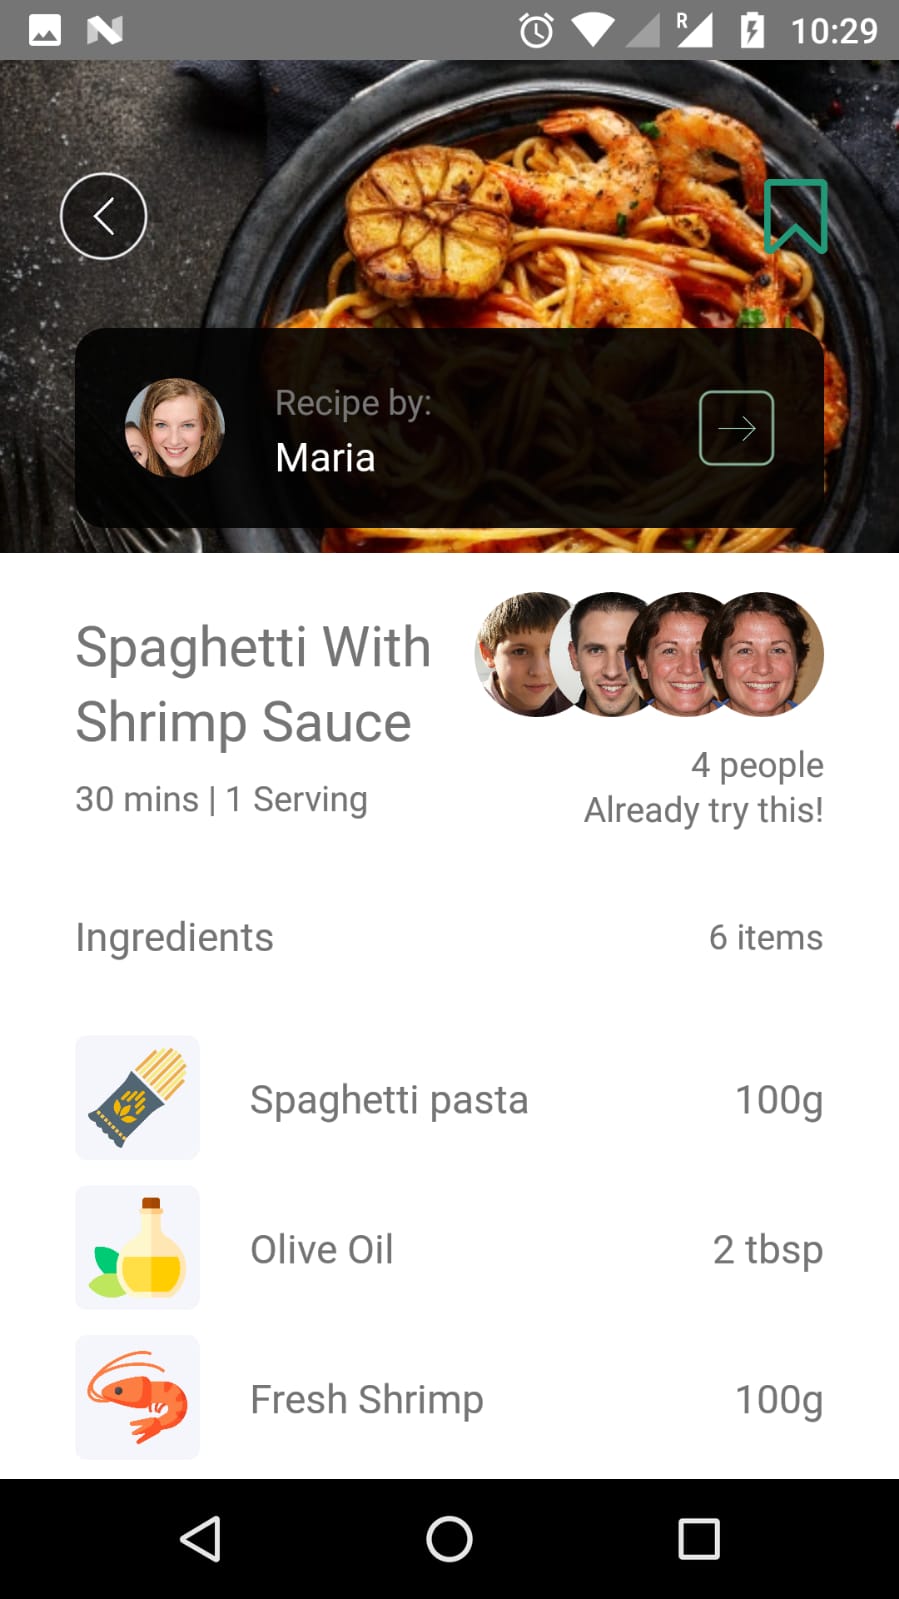 R
10:29
Recipe by:
Maria
Spaghetti With
Shrimp Sauce
30 mins | 1 Serving
4 people
Already try this!
Ingredients
6 items
Spaghetti pasta
100g
Olive Oil
2 tbsp
Fresh Shrimp
100g